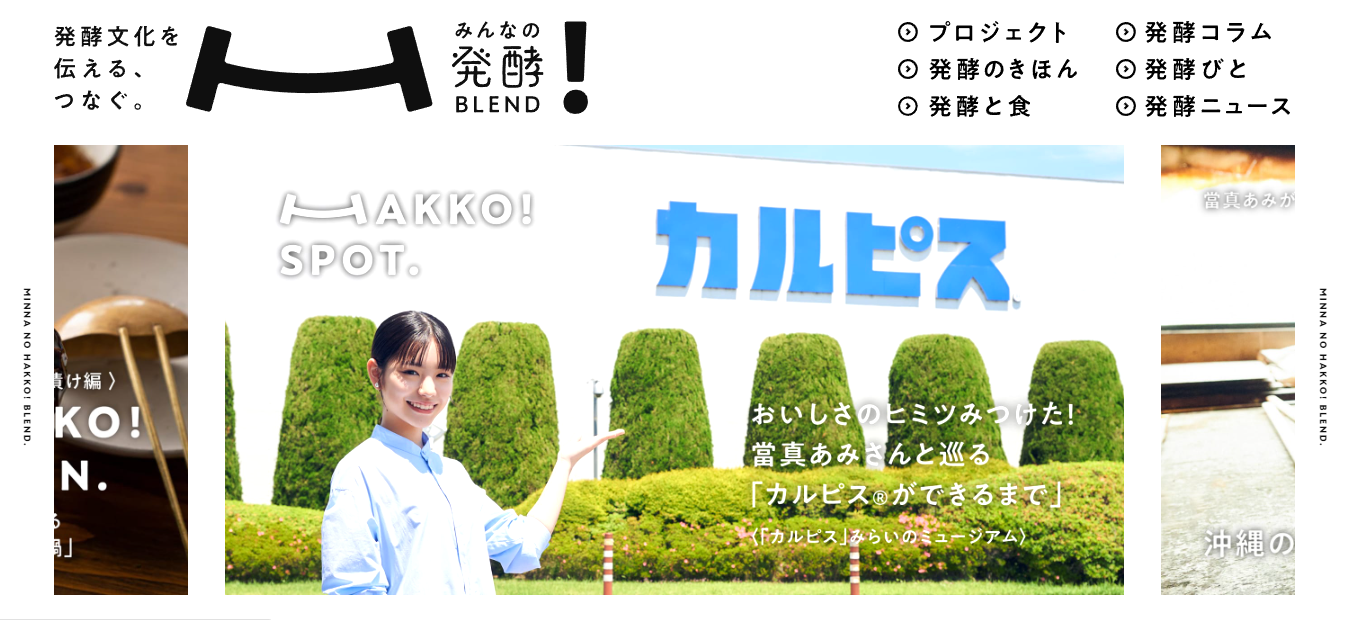 発酵文化を
伝える、
つなぐ。
みんなの
発酵
BLEND
!
プロジェクト
発酵のきほん
発酵と食
発酵コラム
発酵びと
発酵ニュース
MINNA NO HAKKO! BLEND.
漬け編〉
KO!
N.
る
鍋」
HAKKO!
SPOT.
カルピス
おいしさのヒミツみつけた!
當真あみさんと巡る
「カルピス®ができるまで」
〈「カルピス」みらいのミュージアム〉
當真あみが
沖縄の
MINNA NO HAKKO! BLEND.